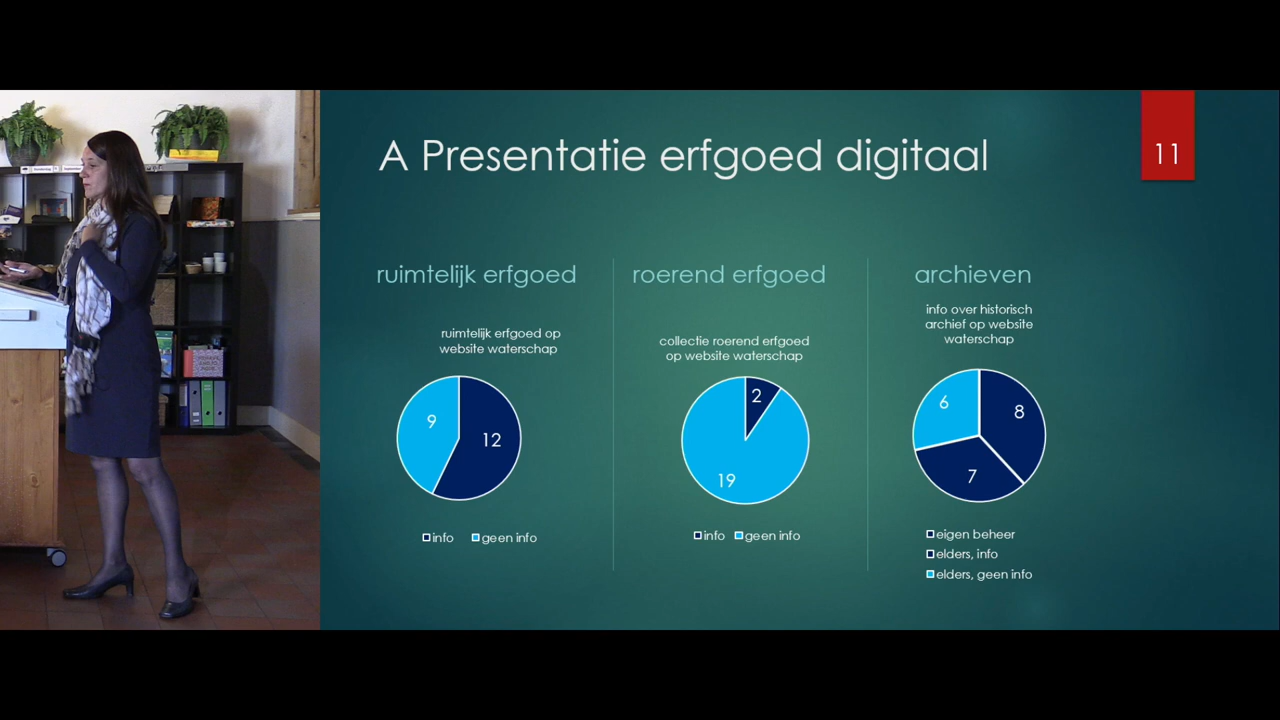 A Presentatie erfgoed digitaal
11
ruimtelijk erfgoed
ruimtelijk erfgoed op
website waterschap
9
12
info
geen info
roerend erfgoed
collectie roerend erfgoed
op website waterschap
2
19
info
geen info
archieven
info over historisch
archief op website
waterschap
6
8
7
eigen beheer
elders, info
elders, geen info